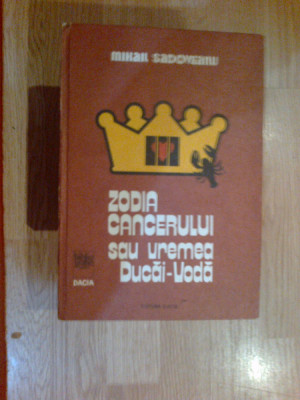 mihail sadoveanu
ZODIA
CANCERULUI
sau vremea
Ducăi-Vodă
DACIA